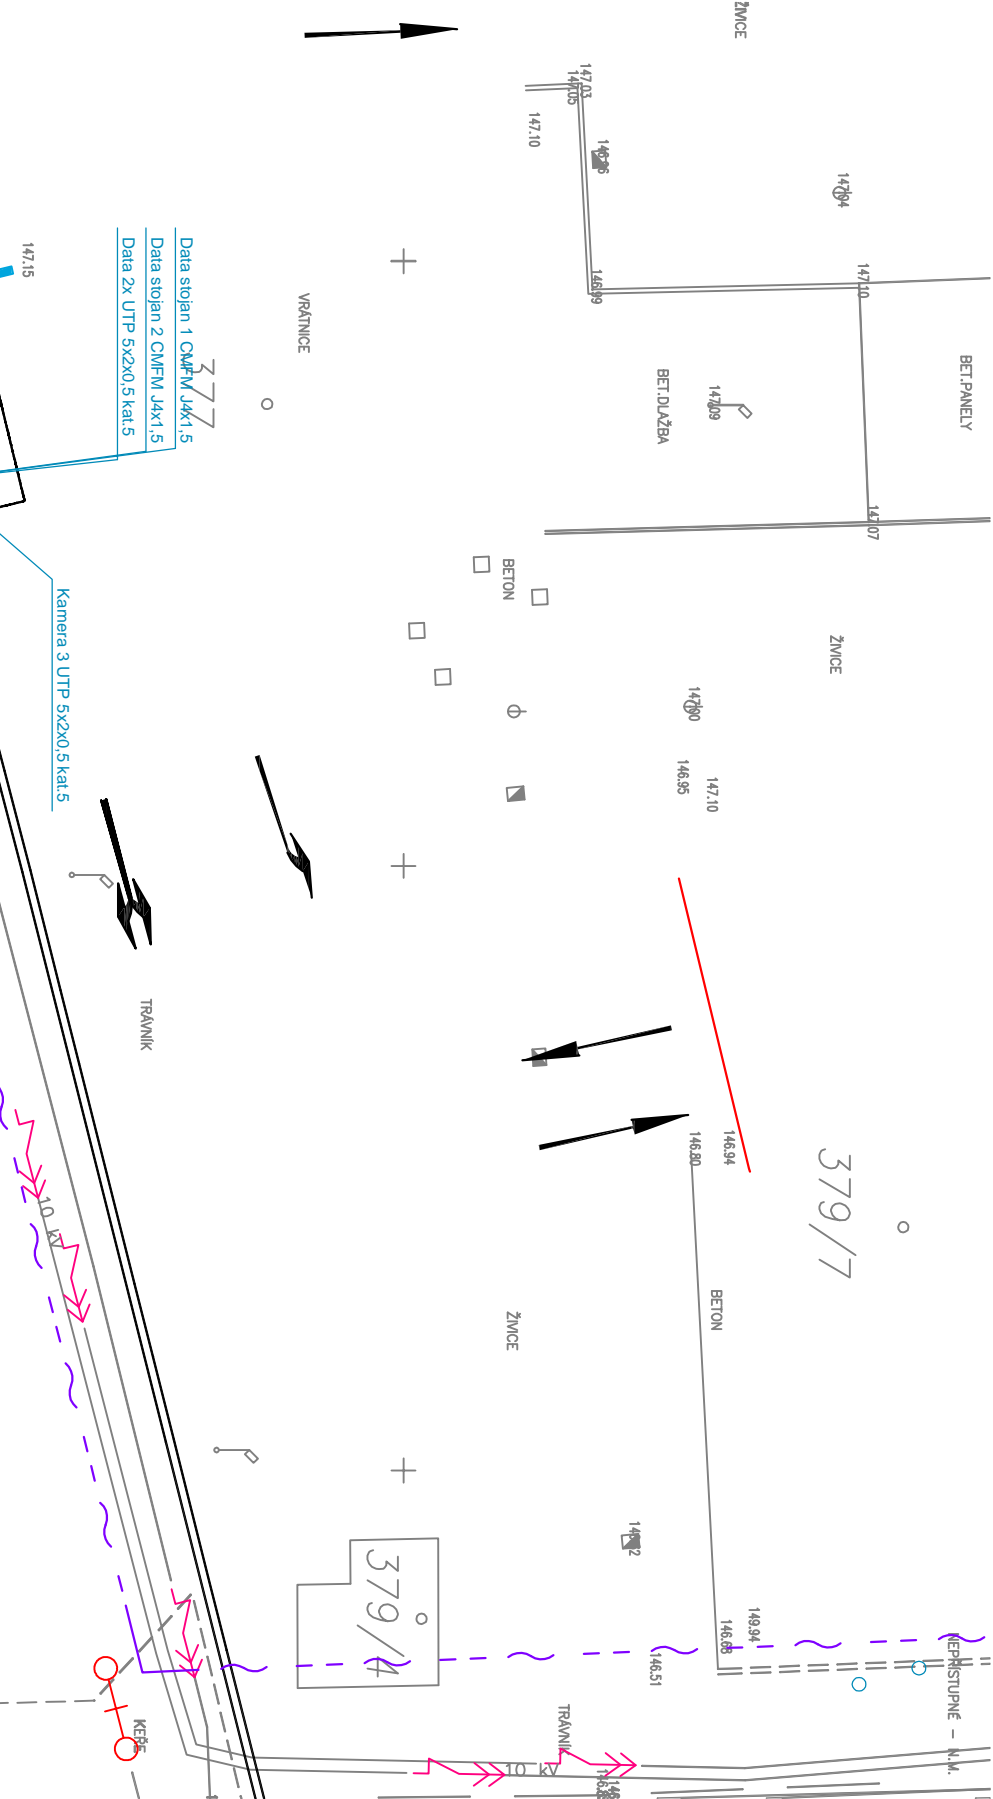 ŽIVICE
147.03
147.05
147.10
147.04
147.15
Data stojan 1 CMFM J4x1,5
Data stojan 2 CMFM J4x1,5
Data 2x UTP 5x2x0,5 kat.5
VRÁTNICE
377
146.99
147.10
BET.DLAŽBA
147.09
BET.PANELY
147.07
BETON
Kamera 3 UTP 5x2x0,5 kat.5
ŽIVICE
147.00
146.95
147.10
TRÁVNÍK
146.80
146.94
379/7
10 kV
BETON
ŽIVICE
379/4
149.94
146.68
146.51
NEPŘÍSTUPNÉ - N.M.
TRÁVNÍK
KEŘE
10 kV